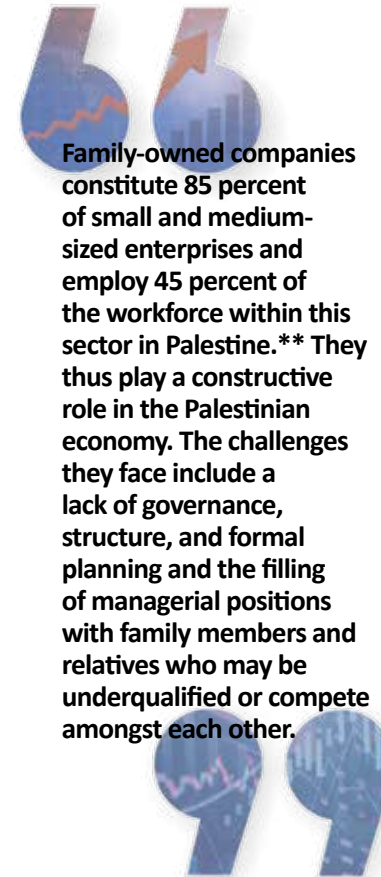 Family-owned companies
constitute 85 percent
of small and medium-
sized enterprises and
employ 45 percent of
the workforce within this
sector in Palestine.** They
thus play a constructive
role in the Palestinian
economy. The challenges
they face include a
lack of governance,
structure, and formal
planning and the filling
of managerial positions
with family members and
relatives who may be
underqualified or compete
amongst each other.